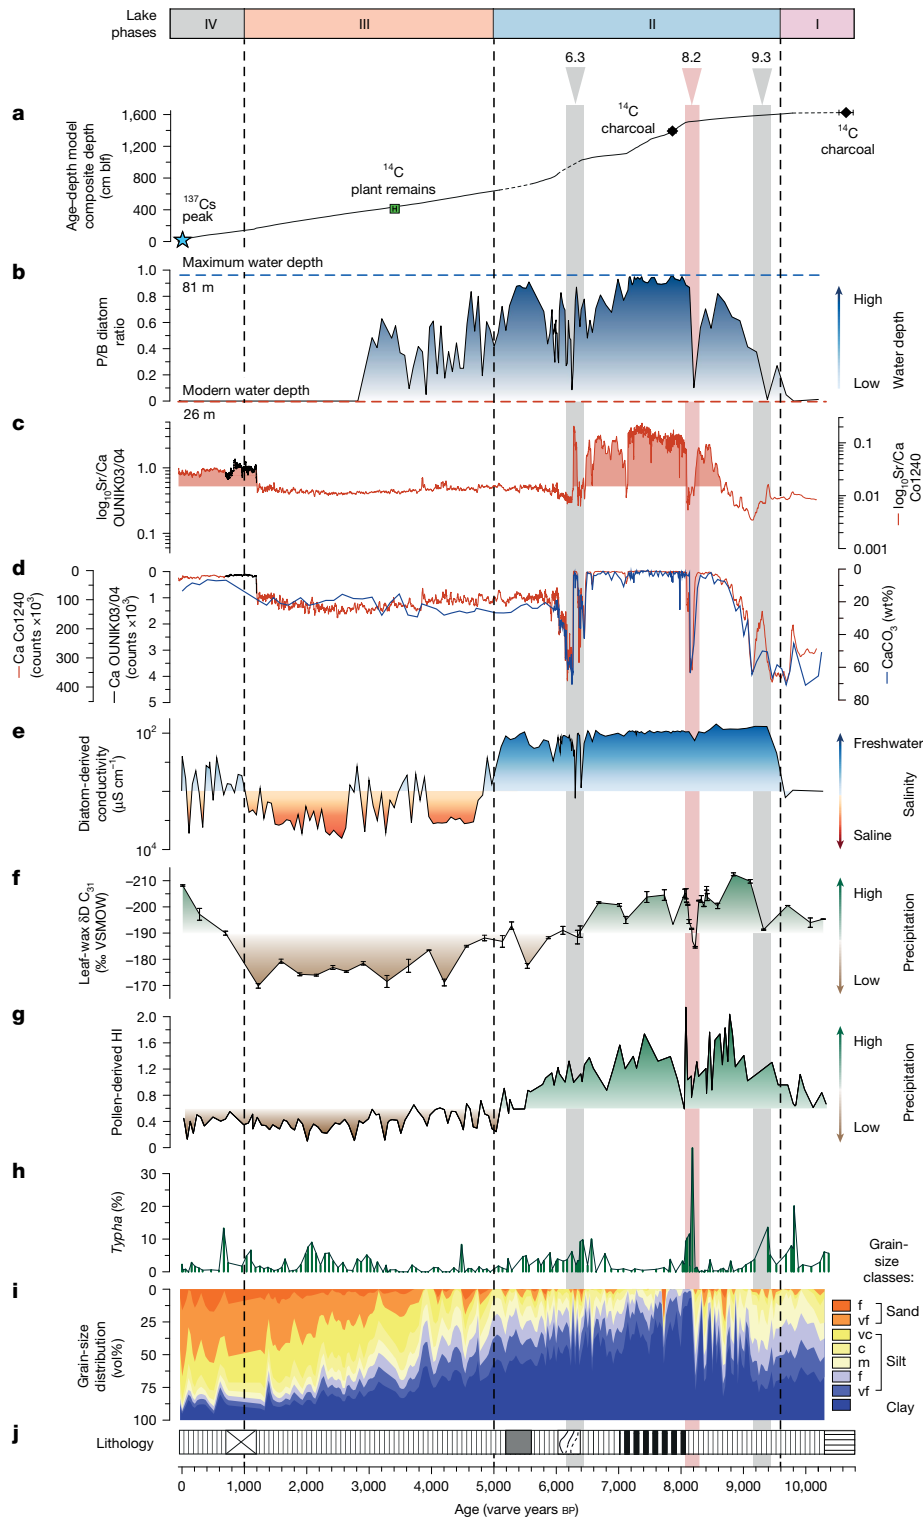 Lake
phases
IV
III
II
I
6.3
8.2
9.3
a
Age–depth model
composite depth
(cm blf)
1,600
1,200
800
400
0
137Cs
peak
14C
plant remains
H
14C
charcoal
14C
charcoal
b
P/B diatom
ratio
1.0
0.8
0.6
0.4
0.2
0
Maximum water depth
81 m
Modern water depth
26 m
High
Low
Water depth
c
log10Sr/Ca
OUNIK03/04
1.0
0.1
0.1
0.01
0.001
log10Sr/Ca
Co1240
d
Ca Co1240
(counts ×10³)
0
100
200
300
400
Ca OUNIK03/04
(counts ×10³)
0
1
2
3
4
5
0
20
40
60
80
CaCO3 (wt%)
e
Diatom-derived
conductivity
(µS cm−1)
10²
10⁴
Freshwater
Saline
Salinity
f
Leaf-wax δD C31
(‰ VSMOW)
−210
−200
−190
−180
−170
High
Low
Precipitation
g
Pollen-derived HI
2.0
1.6
1.2
0.8
0.4
0
High
Low
Precipitation
h
Typha (%)
30
20
10
0
i
Grain-size
distribution
(vol%)
0
25
50
75
100
Grain-
size
classes:
f
vf
Sand
vc
c
m
f
vf
Silt
Clay
j
Lithology
0 1,000 2,000 3,000 4,000 5,000 6,000 7,000 8,000 9,000 10,000
Age (varve years BP)